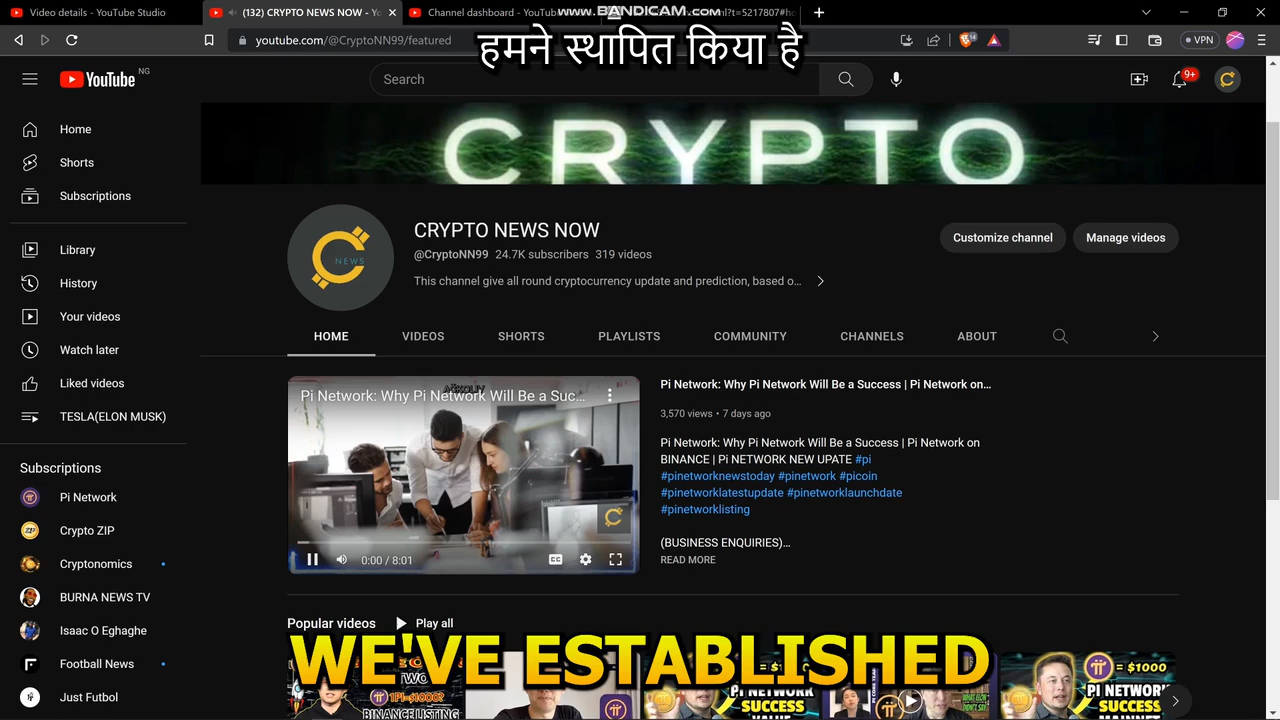 Video details - YouTube Studio
(132) CRYPTO NEWS NOW - Yo
Channel dashboard - YouTu
www.BANDICAM.com
ml?t=5217807#h
youtube.com/@CryptoNN99/featured
हमने स्थापित किया है
14
VPN
YouTube NG
Search
9+
Home
Shorts
Subscriptions
Library
History
Your videos
Watch later
Liked videos
TESLA(ELON MUSK)
Subscriptions
Pi Network
Crypto ZIP
Cryptonomics
BURNA NEWS TV
Isaac O Eghaghe
Football News
Just Futbol
CRYPTO
NEWS
CRYPTO NEWS NOW
@CryptoNN99 24.7K subscribers 319 videos
This channel give all round cryptocurrency update and prediction, based o...
Customize channel
Manage videos
HOME
VIDEOS
SHORTS
PLAYLISTS
COMMUNITY
CHANNELS
ABOUT
Pi Network: Why Pi Network Will Be a Suc...
0:00 / 8:01
CC
Pi Network: Why Pi Network Will Be a Success | Pi Network on...
3,570 views • 7 days ago
Pi Network: Why Pi Network Will Be a Success | Pi Network on
BINANCE | Pi NETWORK NEW UPATE #pi
#pinetworknewstoday #pinetwork #picoin
#pinetworklatestupdate #pinetworklaunchdate
#pinetworklisting
(BUSINESS ENQUIRIES)...
READ MORE
Popular videos
Play all
WE'VE ESTABLISHED
BINANCE LISTING
PI NETWORK
SUCCESS
= $1000
PI NETWORK
SUCCESS